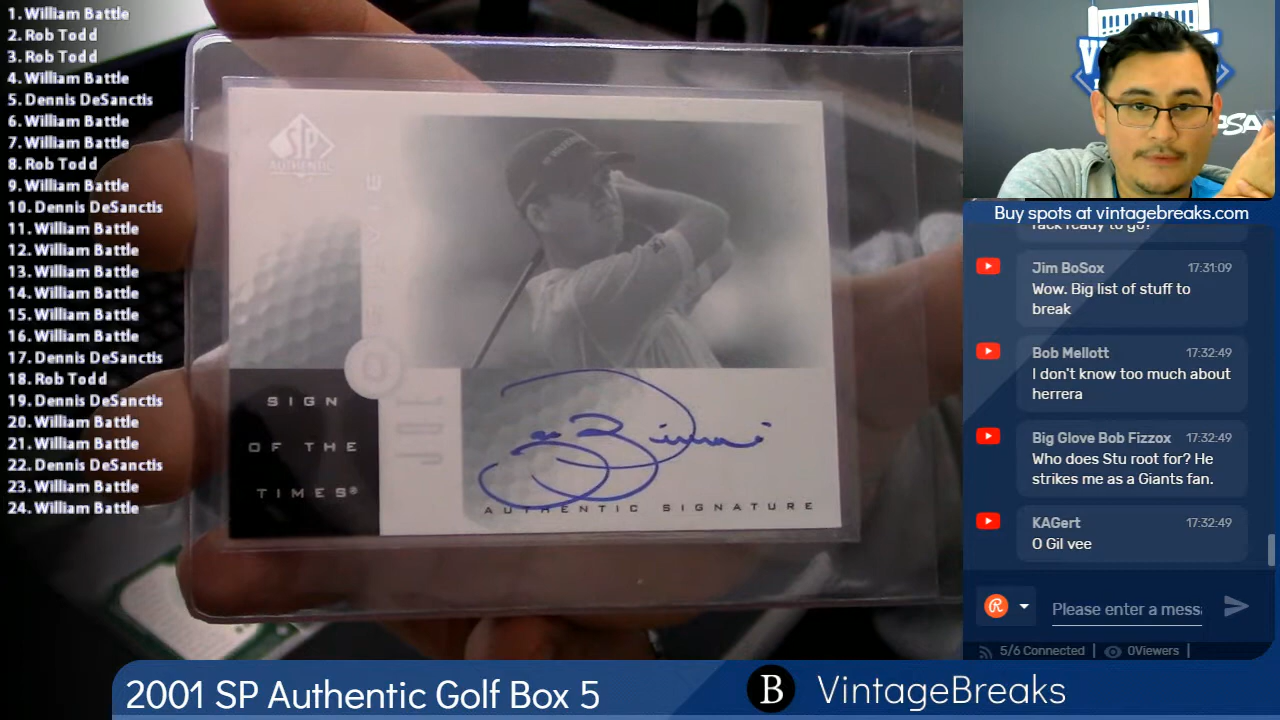 1. William Battle
2. Rob Todd
3. Rob Todd
4. William Battle
5. Dennis DeSanctis
6. William Battle
7. William Battle
8. Rob Todd
9. William Battle
10. Dennis DeSanctis
11. William Battle
12. William Battle
13. William Battle
14. William Battle
15. William Battle
16. William Battle
17. Dennis DeSanctis
18. Rob Todd
19. Dennis DeSanctis
20. William Battle
21. William Battle
22. Dennis DeSanctis
23. William Battle
24. William Battle
SP
AUTHENTIC
SIGN
OF THE
TIMES®
AUTHENTIC SIGNATURE
PSA
Buy spots at vintagebreaks.com
rack ready to go?
Jim BoSox 17:31:09
Wow. Big list of stuff to
break
Bob Mellott 17:32:49
I don't know too much about
herrera
Big Glove Bob Fizzox 17:32:49
Who does Stu root for? He
strikes me as a Giants fan.
KAGert 17:32:49
O Gil vee
Please enter a messa
5/6 Connected | 0Viewers |
2001 SP Authentic Golf Box 5
B VintageBreaks